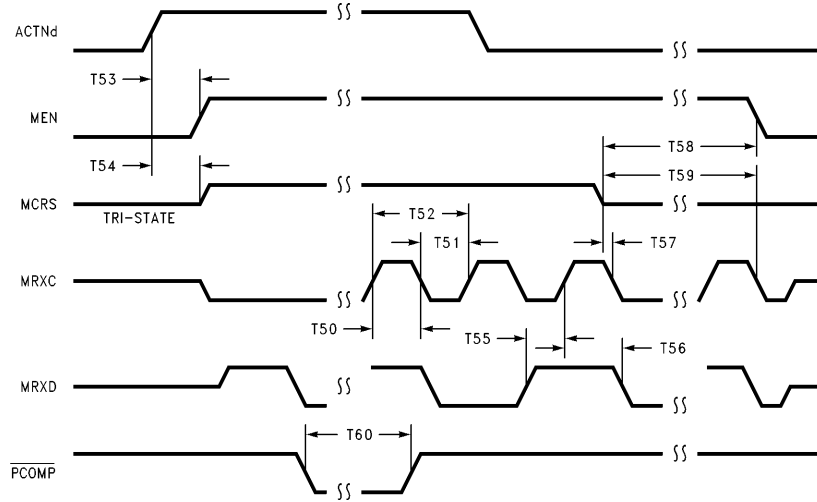 ACTNd
T53
MEN
T54
T58
T59
MCRS
TRI-STATE
T52
T51
T57
MRXC
T50
T55
T56
MRXD
T60
PCOMP